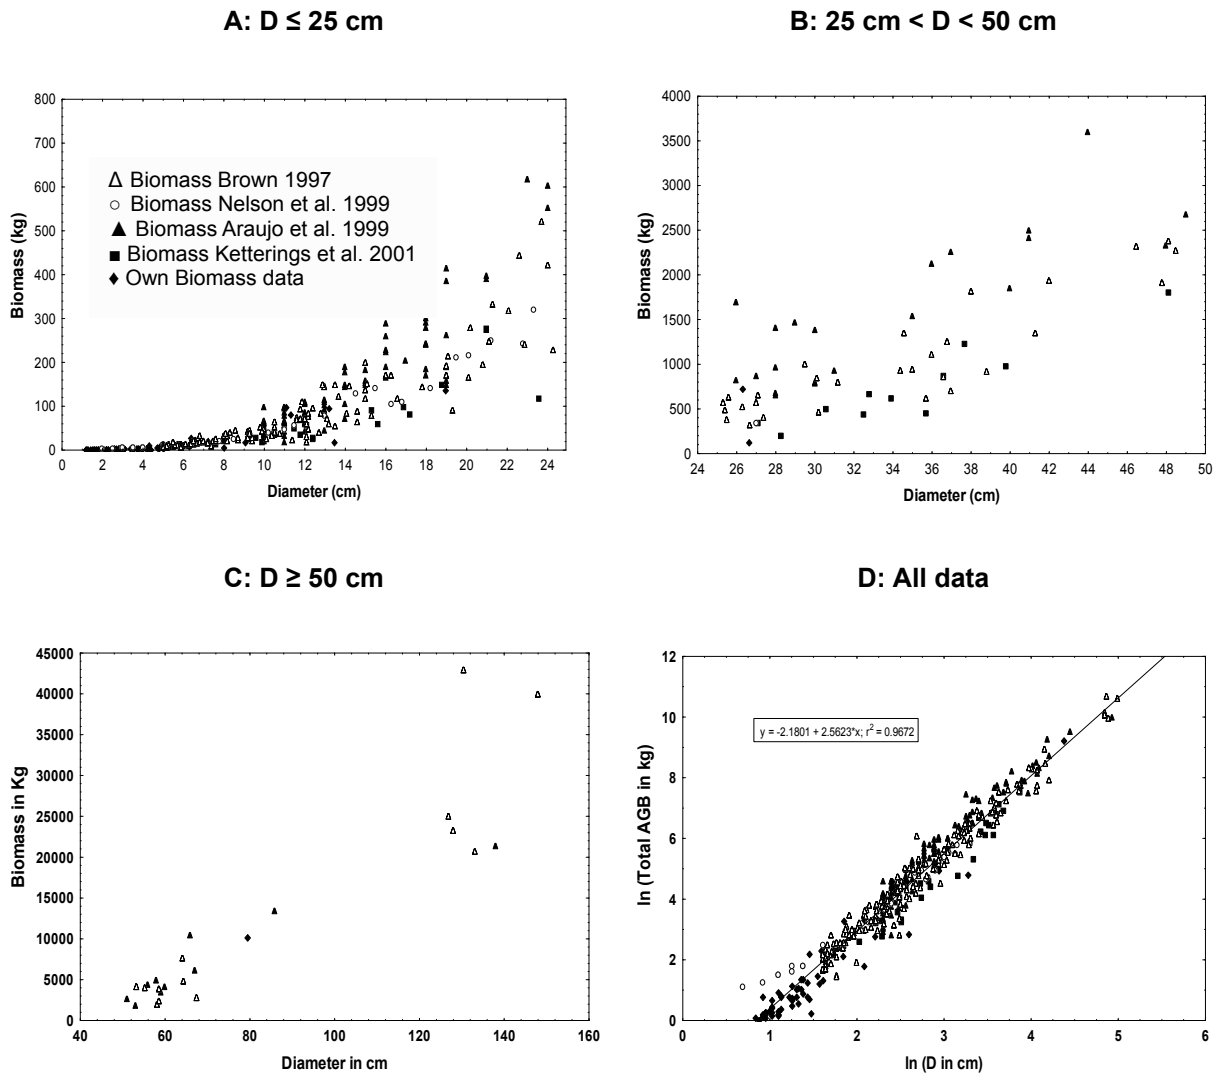 A: D ≤ 25 cm
B: 25 cm < D < 50 cm
800
700
600
500
400
300
200
100
0
Biomass (kg)
Biomass Brown 1997
Biomass Nelson et al. 1999
Biomass Araujo et al. 1999
Biomass Ketterings et al. 2001
Own Biomass data
0 2 4 6 8 10 12 14 16 18 20 22 24
Diameter (cm)
4000
3500
3000
2500
2000
1500
1000
500
0
Biomass (kg)
24 26 28 30 32 34 36 38 40 42 44 46 48 50
Diameter (cm)
C: D ≥ 50 cm
D: All data
45000
40000
35000
30000
25000
20000
15000
10000
5000
0
Biomass in Kg
40 60 80 100 120 140 160
Diameter in cm
12
10
8
6
4
2
0
ln (Total AGB in kg)
y = -2.1801 + 2.5623*x; r² = 0.9672
0 1 2 3 4 5 6
ln (D in cm)